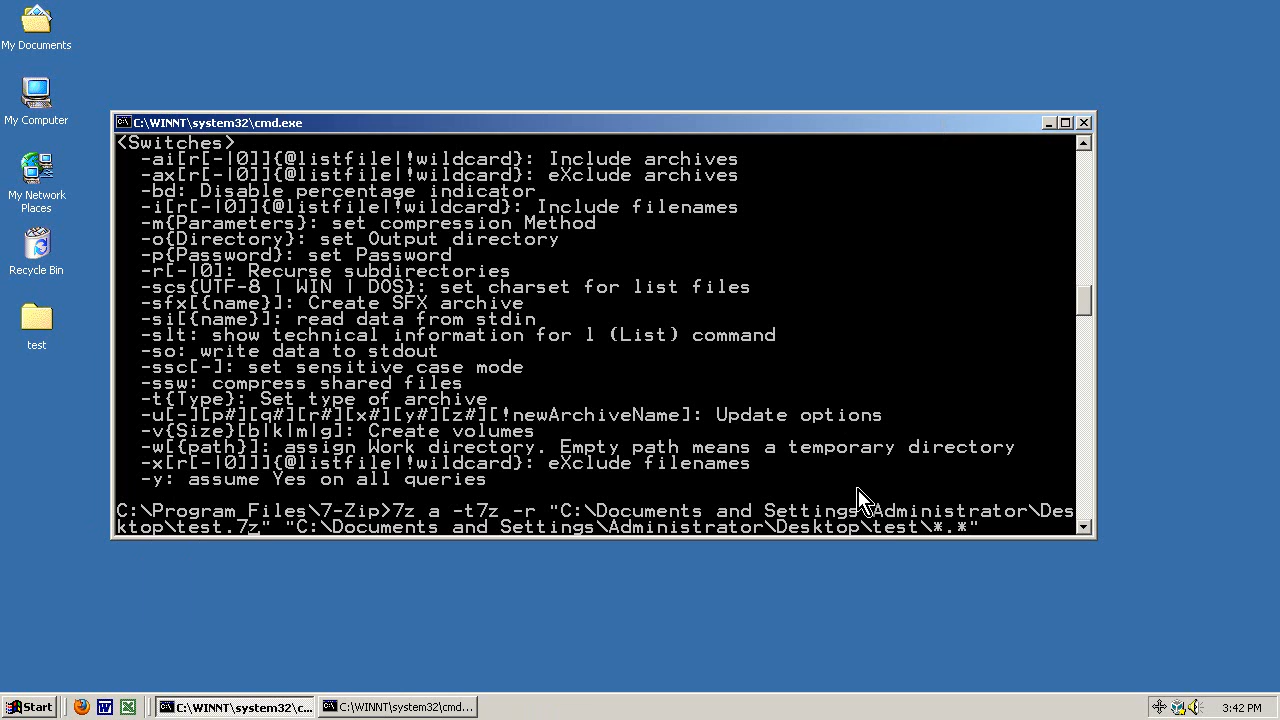 My Documents
My Computer
My Network
Places
Recycle Bin
test
C:\WINNT\system32\cmd.exe
<Switches>
-ai[r[-|0]]{@listfile|!wildcard}: Include archives
-ax[r[-|0]]{@listfile|!wildcard}: eXclude archives
-bd: Disable percentage indicator
-i[r[-|0]]{@listfile|!wildcard}: Include filenames
-m{Parameters}: set compression Method
-o{Directory}: set Output directory
-p{Password}: set Password
-r[-|0]: Recurse subdirectories
-scs{UTF-8 | WIN | DOS}: set charset for list files
-sfx[{name}]: Create SFX archive
-si[{name}]: read data from stdin
-slt: show technical information for l (List) command
-so: write data to stdout
-ssc[-]: set sensitive case mode
-ssw: compress shared files
-t{Type}: Set type of archive
-u[-][p#][q#][r#][x#][y#][z#][!newArchiveName]: Update options
-v{Size}[b|k|m|g]: Create volumes
-w[{path}]: assign Work directory. Empty path means a temporary directory
-x[r[-|0]]]{@listfile|!wildcard}: eXclude filenames
-y: assume Yes on all queries
C:\Program Files\7-Zip>7z a -t7z -r "C:\Documents and Settings\Administrator\Des
ktop\test.7z" "C:\Documents and Settings\Administrator\Desktop\test\*.*"
Start
C:\WINNT\system32\c...
C:\WINNT\system32\cmd...
3:42 PM